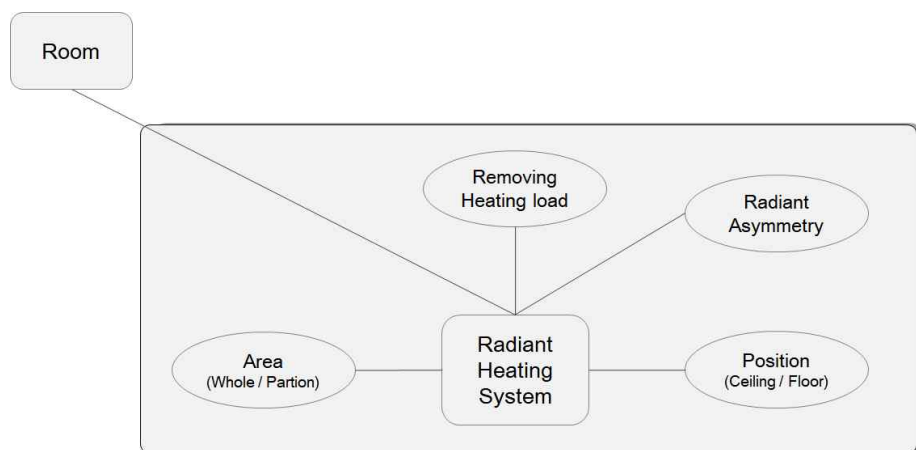 Room
Removing
Heating load
Radiant
Asymmetry
Area
(Whole / Partion)
Radiant
Heating
System
Position
(Ceiling / Floor)